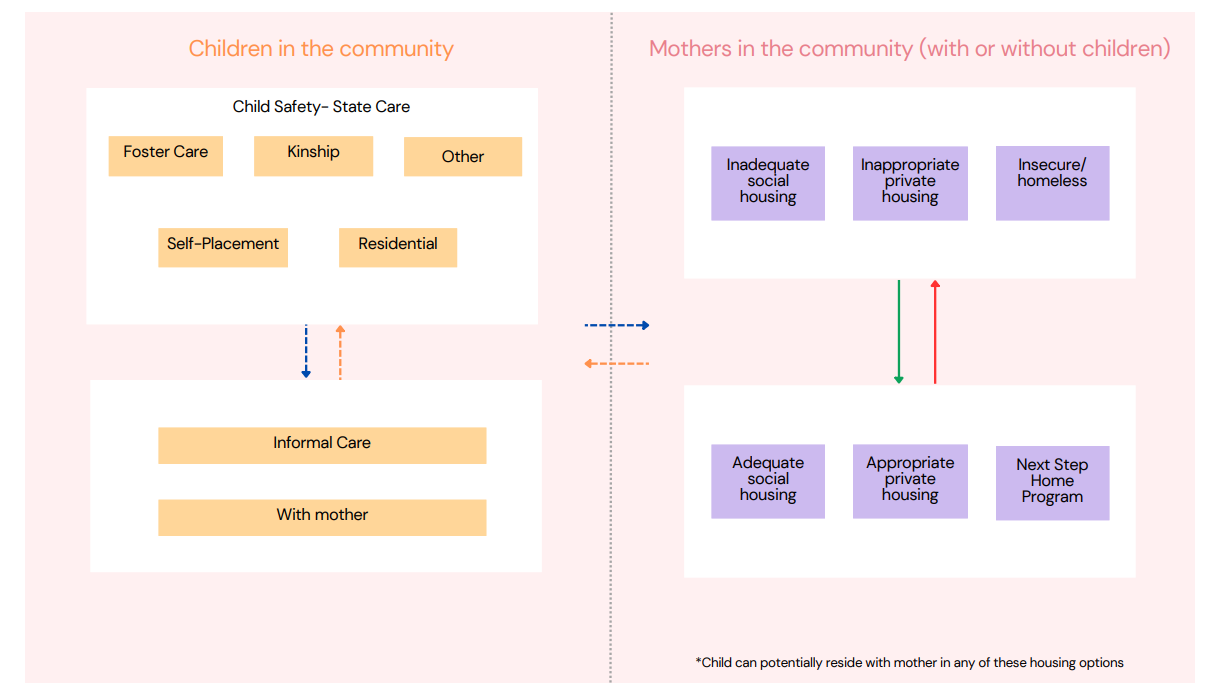 Children in the community
Child Safety- State Care
Foster Care
Kinship
Other
Self-Placement
Residential
Informal Care
With mother
Mothers in the community (with or without children)
Inadequate
social
housing
Inappropriate
private
housing
Insecure/
homeless
Adequate
social
housing
Appropriate
private
housing
Next Step
Home
Program
*Child can potentially reside with mother in any of these housing options